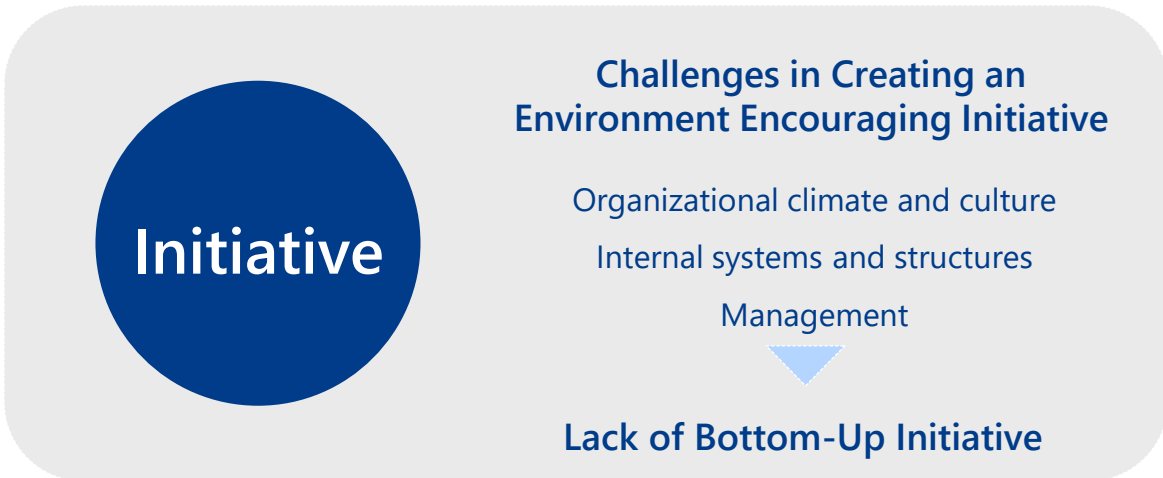 Initiative
Challenges in Creating an
Environment Encouraging Initiative
Organizational climate and culture
Internal systems and structures
Management
Lack of Bottom-Up Initiative